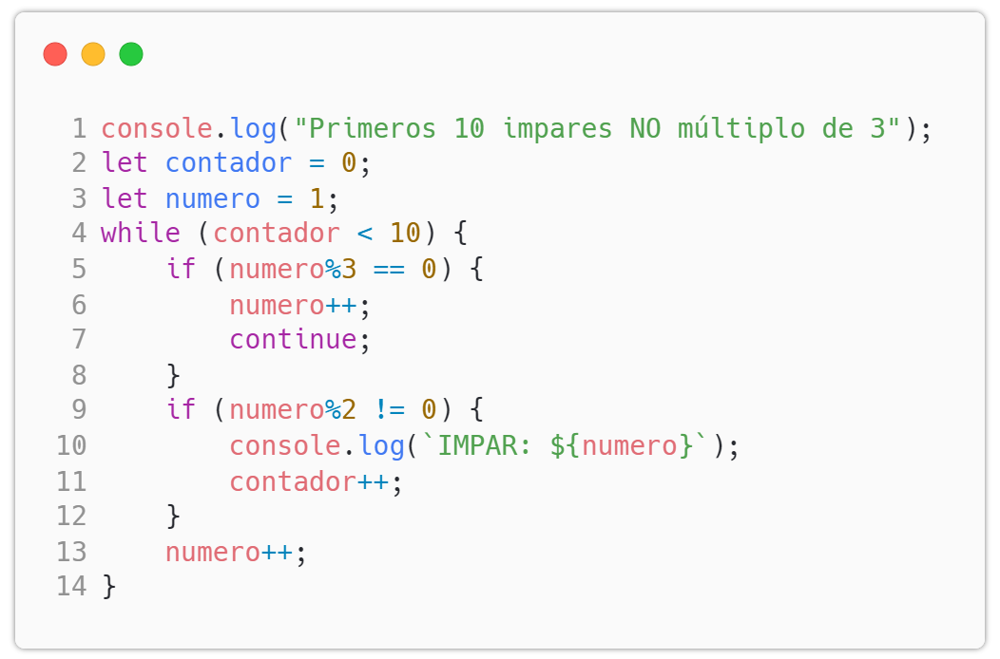 1 console.log("Primeros 10 impares NO múltiplo de 3");
2 let contador = 0;
3 let numero = 1;
4 while (contador < 10) {
5     if (numero%3 == 0) {
6         numero++;
7         continue;
8     }
9     if (numero%2 != 0) {
10         console.log(`IMPAR: ${numero}`);
11         contador++;
12     }
13     numero++;
14 }